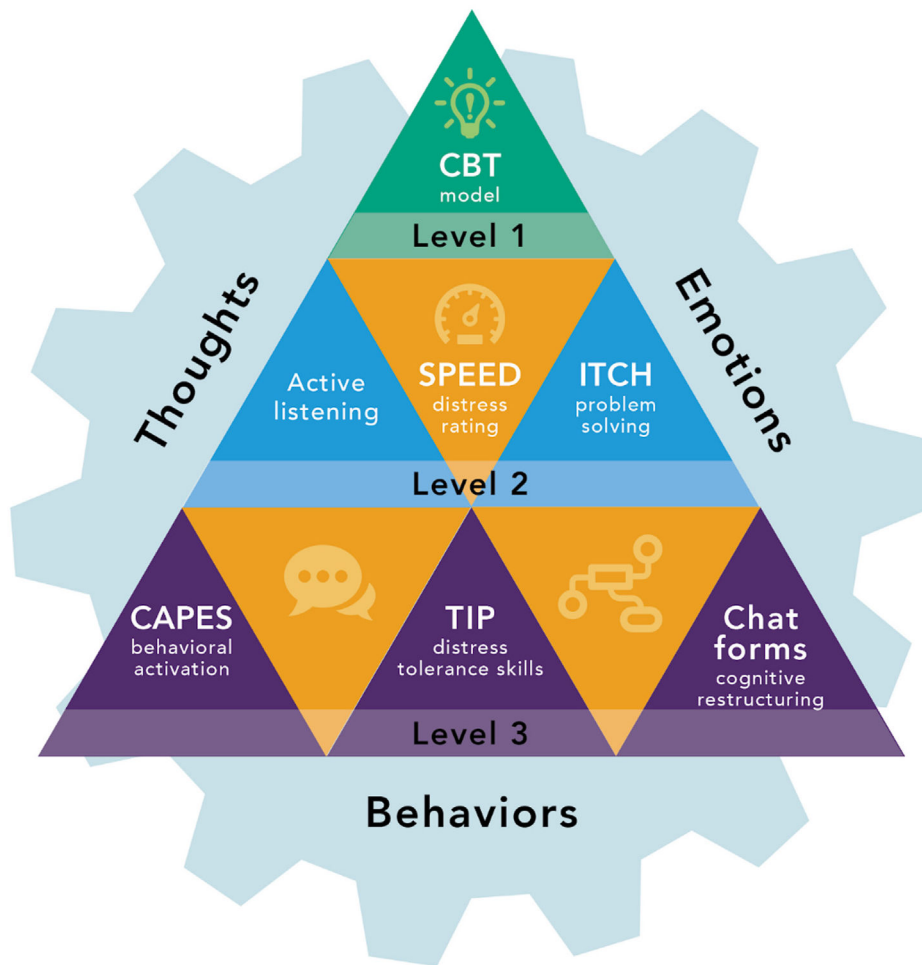 CBT
model
Level 1
Thoughts
Emotions
Active
listening
SPEED
distress
rating
ITCH
problem
solving
Level 2
CAPES
behavioral
activation
TIP
distress
tolerance skills
Chat
forms
cognitive
restructuring
Level 3
Behaviors